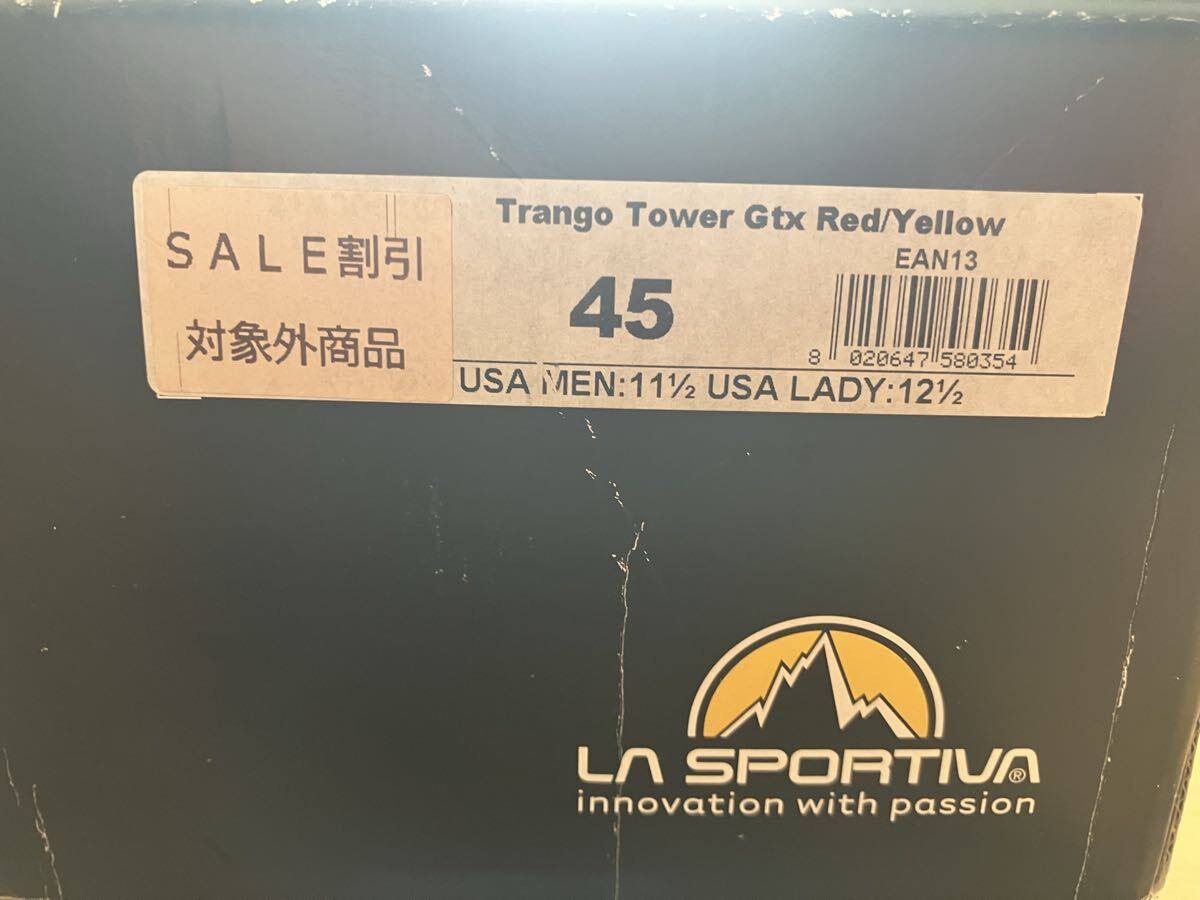 ＳＡＬＥ割引
対象外商品
Trango Tower Gtx Red/Yellow
EAN13
45
8 020647 580354
USA MEN:11½ USA LADY:12½
LA SPORTIVA®
innovation with passion